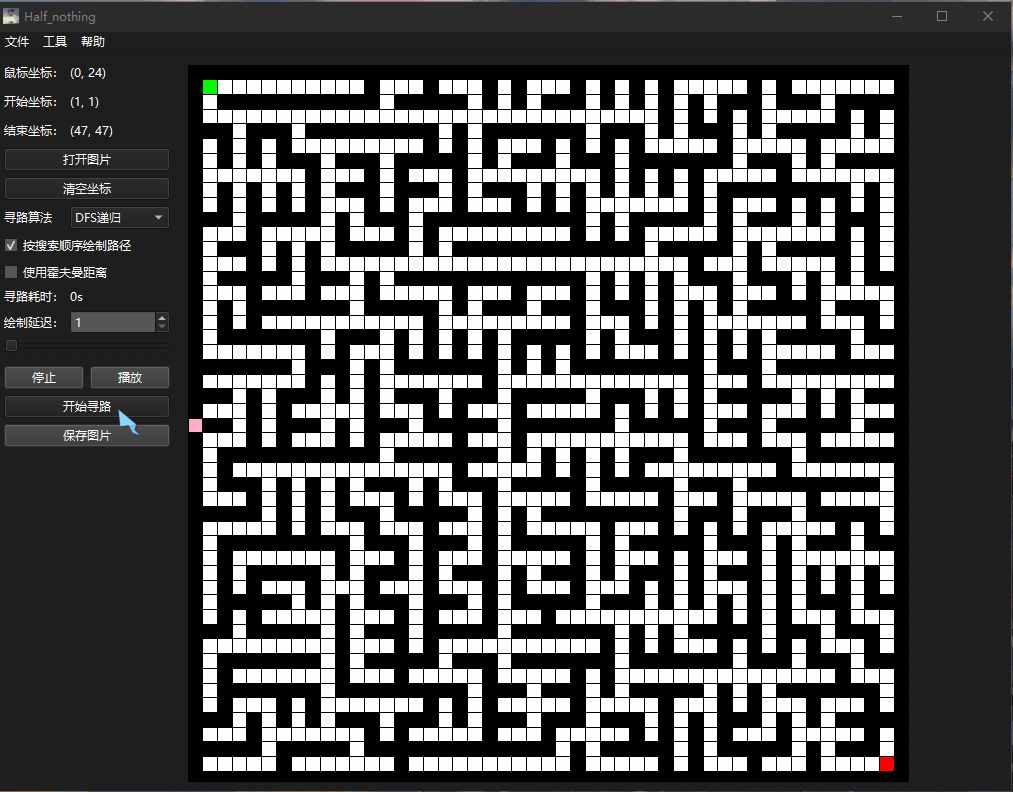 Half_nothing
文件 工具 帮助
鼠标坐标: (0, 24)
开始坐标: (1, 1)
结束坐标: (47, 47)
打开图片
清空坐标
寻路算法 DFS递归
按搜索顺序绘制路径
使用霍夫曼距离
寻路耗时: 0s
绘制延迟: 1
停止 播放
开始寻路
保存图片